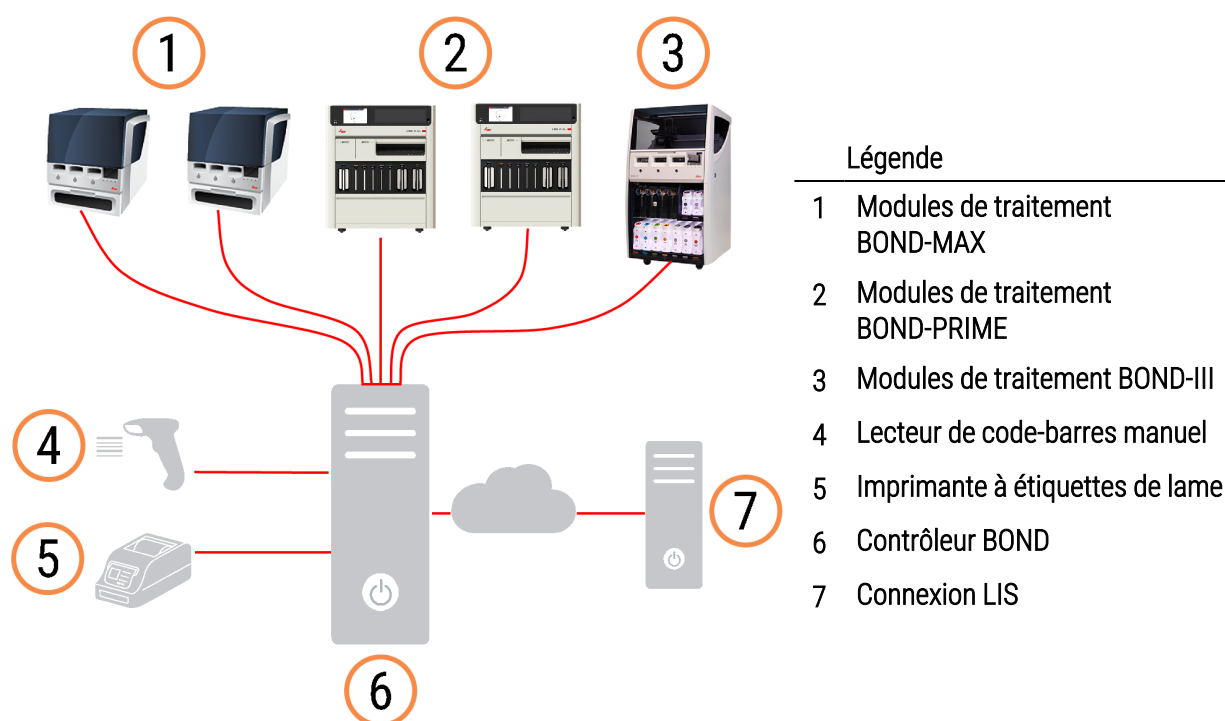 1
2
3
4
5
6
7
Légende
1 Modules de traitement
BOND-MAX
2 Modules de traitement
BOND-PRIME
3 Modules de traitement BOND-III
4 Lecteur de code-barres manuel
5 Imprimante à étiquettes de lame
6 Contrôleur BOND
7 Connexion LIS